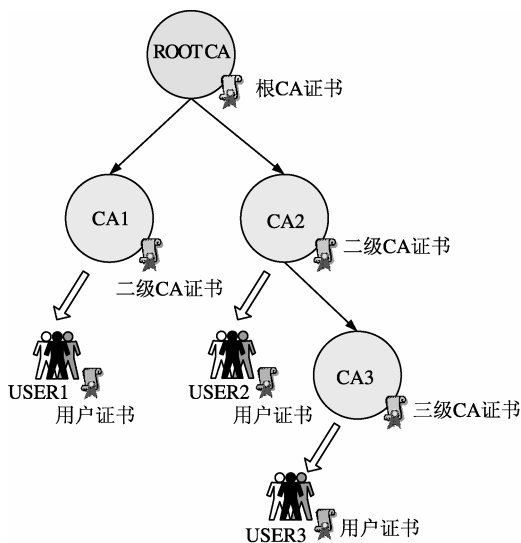 ROOT CA
根CA证书
CA1
CA2
二级CA证书
二级CA证书
USER1
用户证书
USER2
用户证书
CA3
三级CA证书
USER3
用户证书